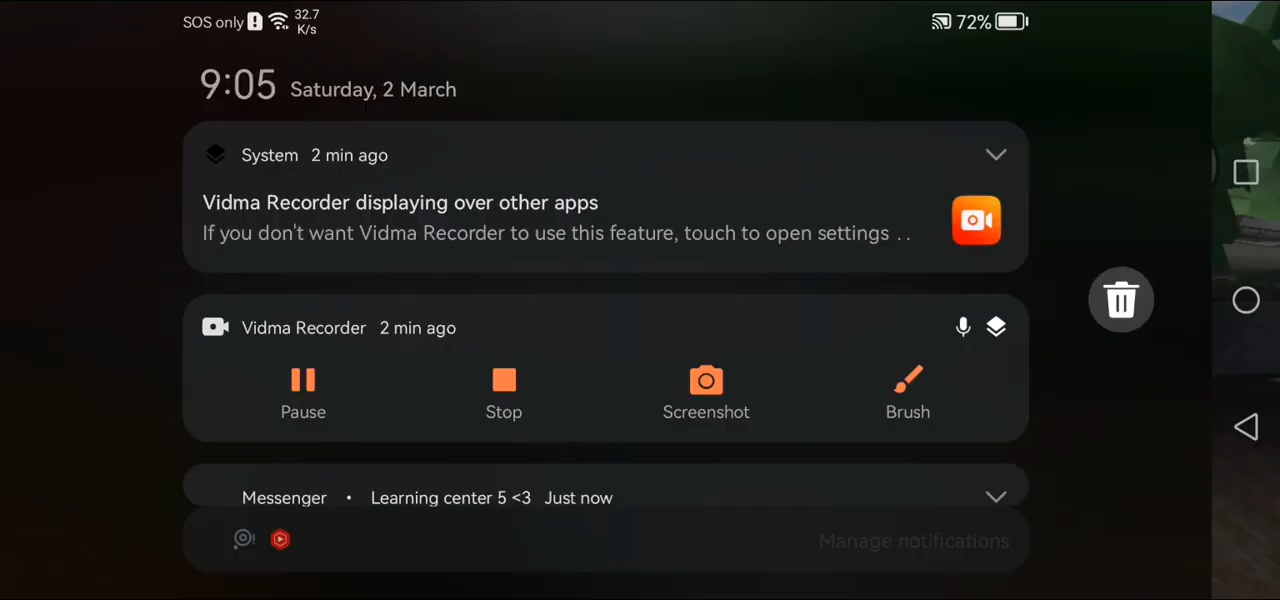 SOS only 32.7 K/s 72%
9:05 Saturday, 2 March
System 2 min ago
Vidma Recorder displaying over other apps
If you don't want Vidma Recorder to use this feature, touch to open settings . .
Vidma Recorder 2 min ago
Pause Stop Screenshot Brush
Messenger • Learning center 5 <3 Just now
Manage notifications